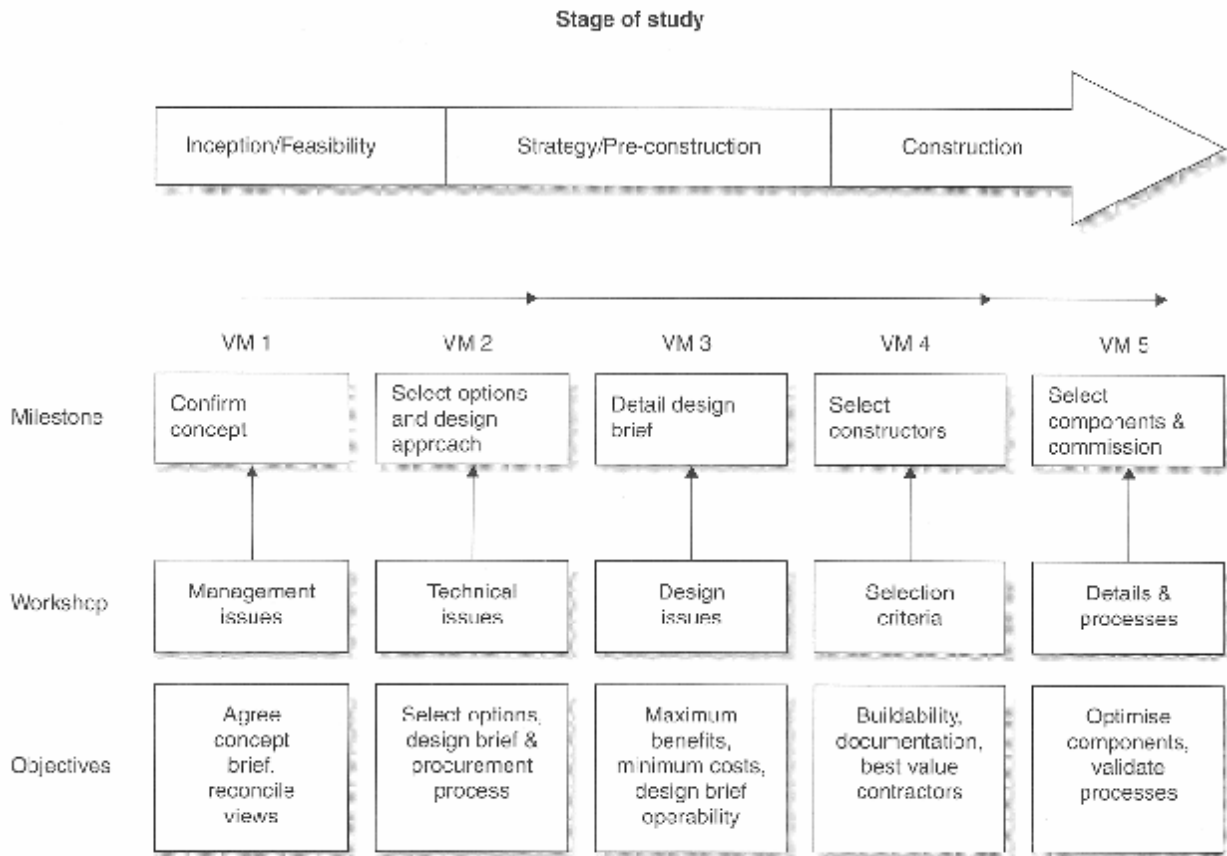 Stage of study
Inception/Feasibility
Strategy/Pre-construction
Construction
VM 1
VM 2
VM 3
VM 4
VM 5
Milestone
Confirm
concept
Select options
and design
approach
Detail design
brief
Select
constructors
Select
components &
commission
Workshop
Management
issues
Technical
issues
Design
issues
Selection
criteria
Details &
processes
Objectives
Agree
concept
brief,
reconcile
views
Select options,
design brief &
procurement
process
Maximum
benefits,
minimum costs,
design brief
operability
Buildability,
documentation,
best value
contractors
Optimise
components,
validate
processes